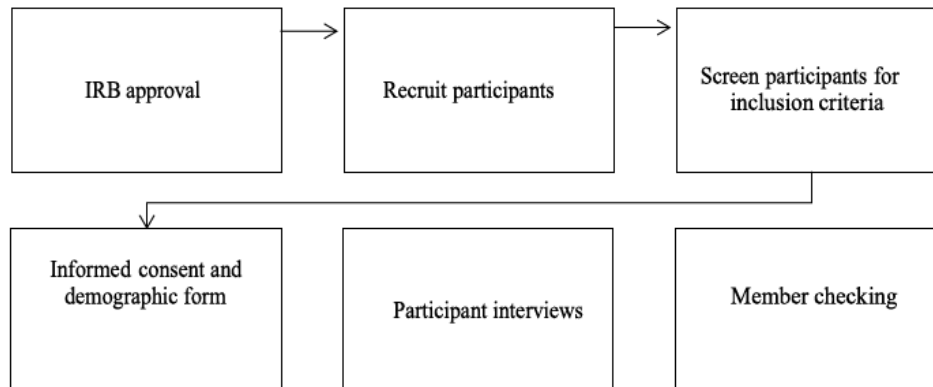 IRB approval
Recruit participants
Screen participants for
inclusion criteria
Informed consent and
demographic form
Participant interviews
Member checking